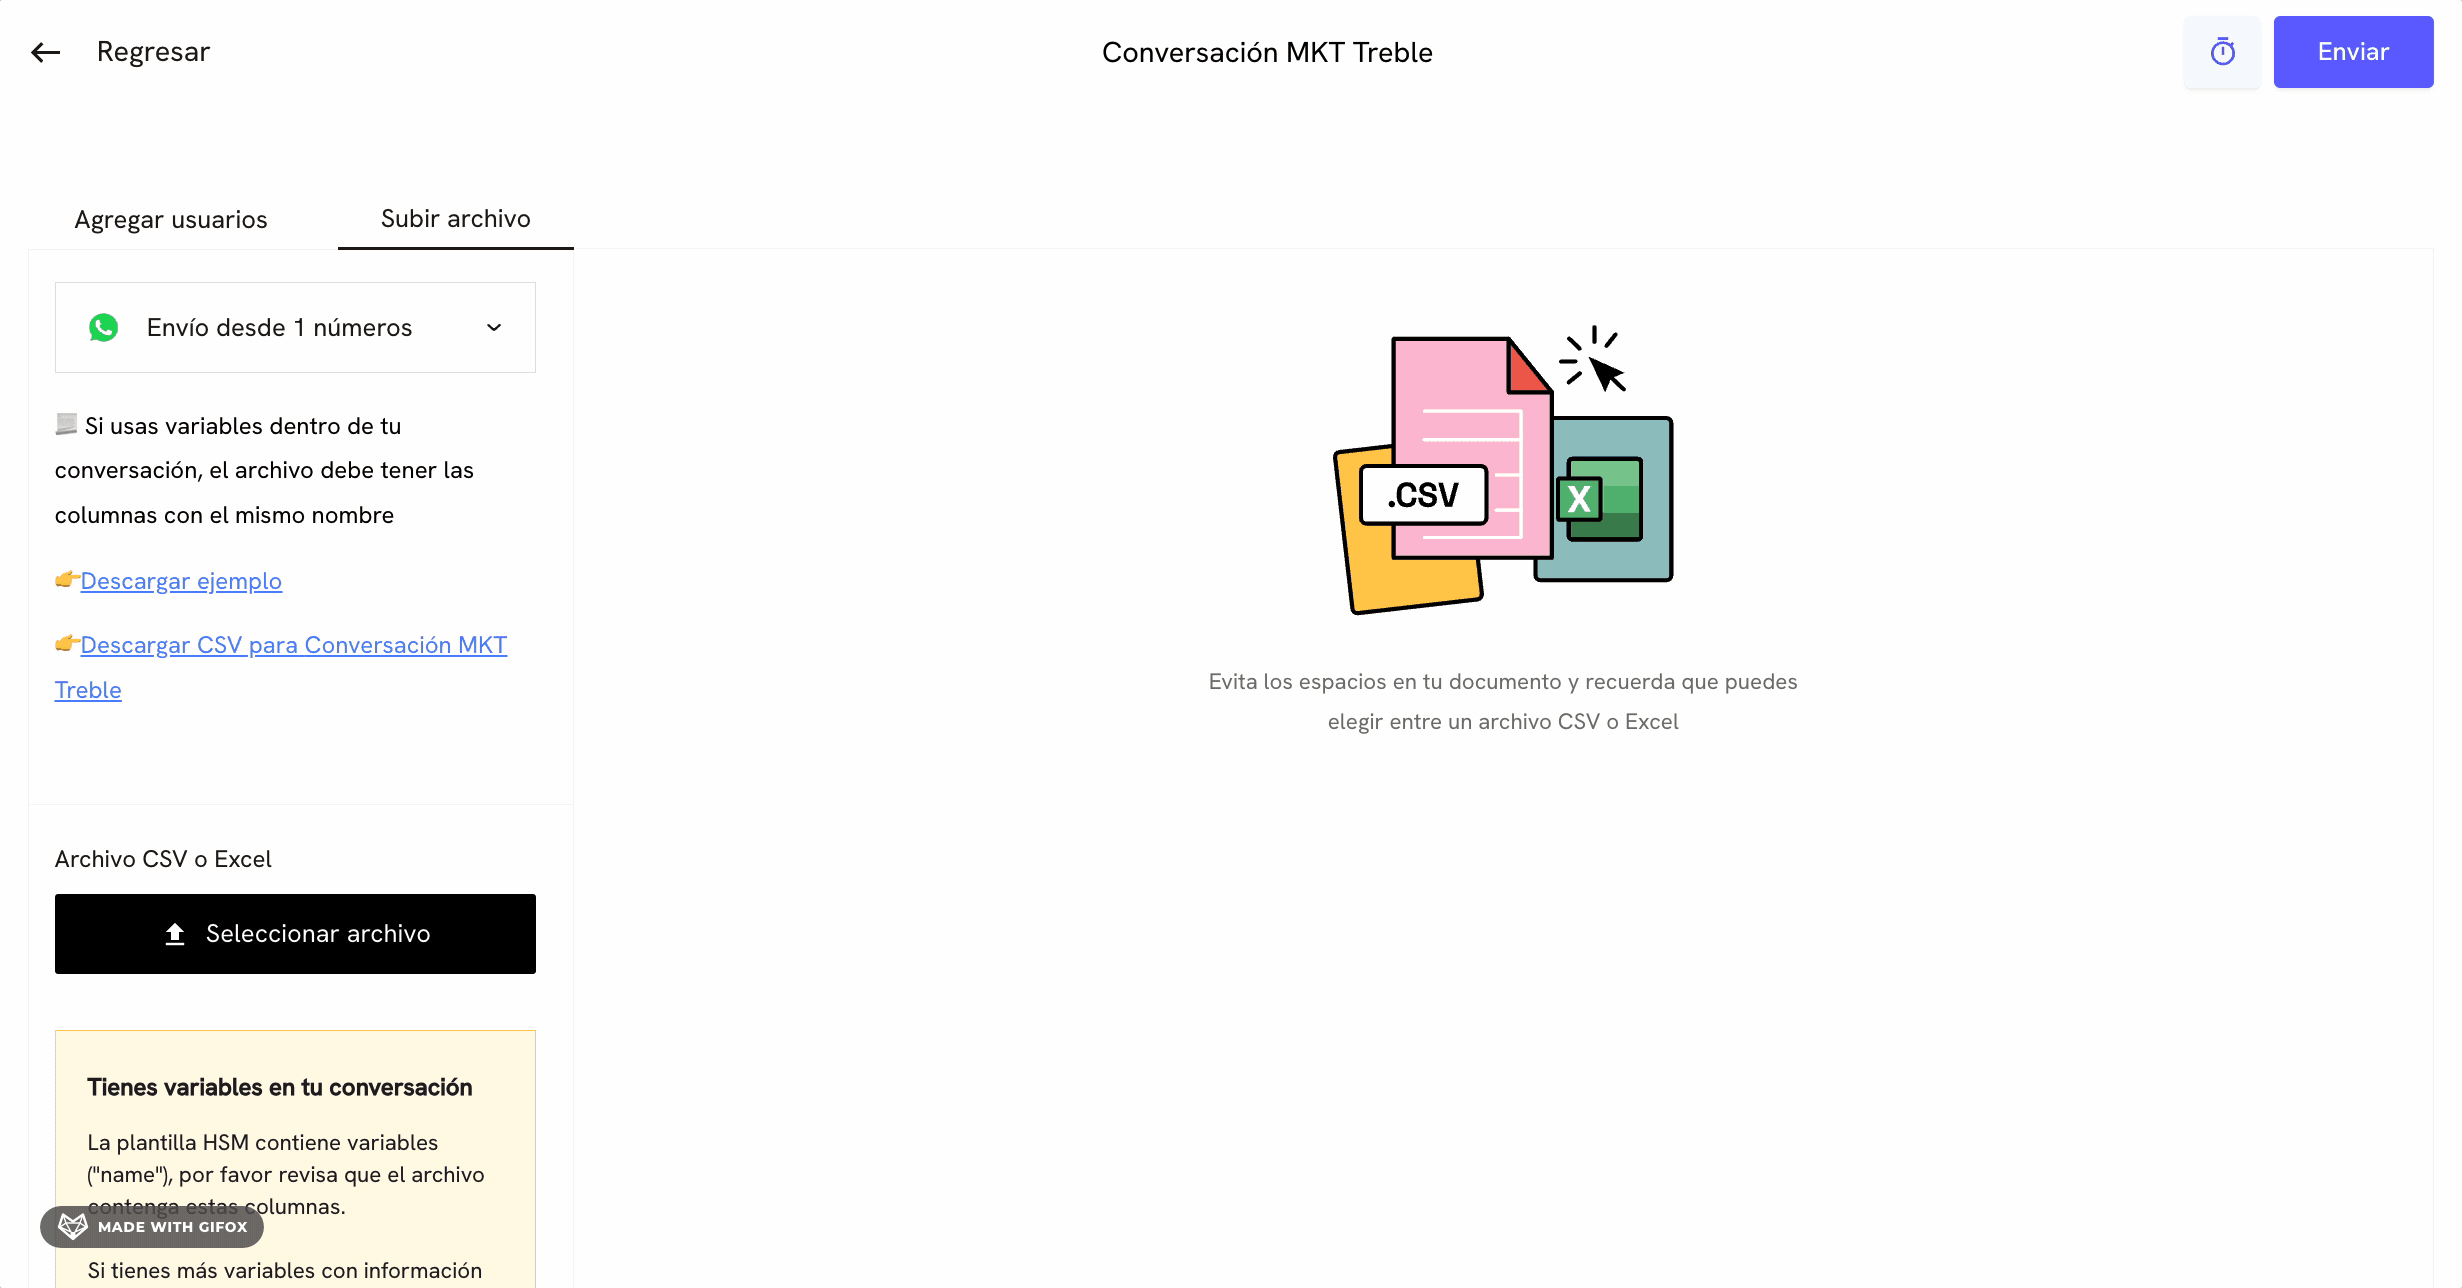 Regresar
Conversación MKT Treble
Enviar
Agregar usuarios
Subir archivo
Envío desde 1 números
Si usas variables dentro de tu
conversación, el archivo debe tener las
columnas con el mismo nombre
Descargar ejemplo
Descargar CSV para Conversación MKT
Treble
.CSV
X
Evita los espacios en tu documento y recuerda que puedes
elegir entre un archivo CSV o Excel
Archivo CSV o Excel
Seleccionar archivo
Tienes variables en tu conversación
La plantilla HSM contiene variables
("name"), por favor revisa que el archivo
contenga estas columnas.
MADE WITH GIFOX
Si tienes más variables con información